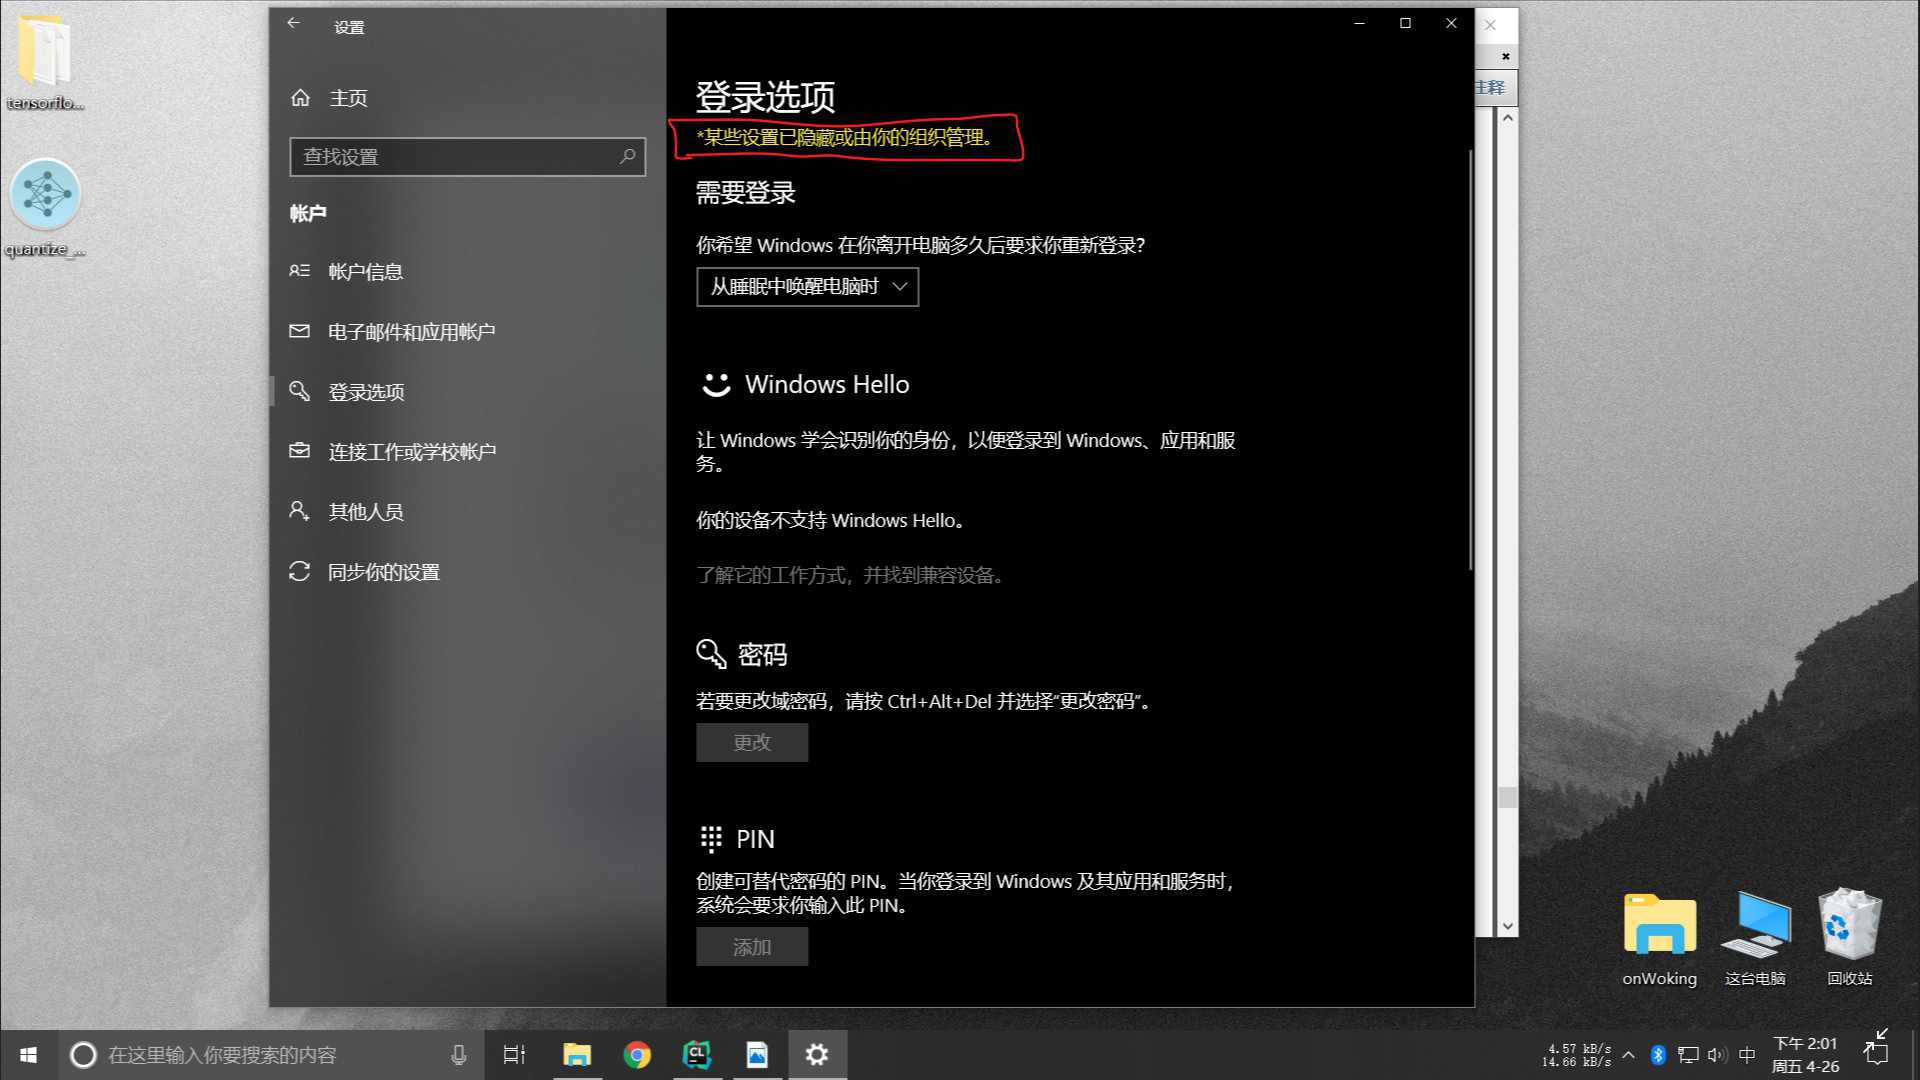 tensorflo...
quantize_...
设置
主页
查找设置
帐户
帐户信息
电子邮件和应用帐户
登录选项
连接工作或学校帐户
其他人员
同步你的设置
登录选项
*某些设置已隐藏或由你的组织管理。
需要登录
你希望 Windows 在你离开电脑多久后要求你重新登录?
从睡眠中唤醒电脑时
Windows Hello
让 Windows 学会识别你的身份，以便登录到 Windows、应用和服
务。
你的设备不支持 Windows Hello。
了解它的工作方式，并找到兼容设备。
密码
若要更改域密码，请按 Ctrl+Alt+Del 并选择“更改密码”。
更改
PIN
创建可替代密码的 PIN。当你登录到 Windows 及其应用和服务时，
系统会要求你输入此 PIN。
添加
注释
onWoking
这台电脑
回收站
在这里输入你要搜索的内容
CL
4.57 kB/s
14.66 kB/s
中
下午 2:01
周五 4-26